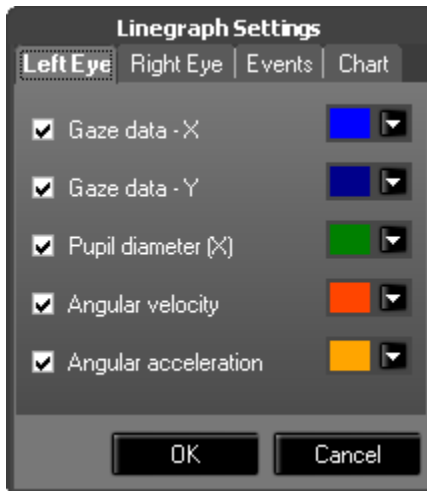 Linegraph Settings
Left Eye Right Eye Events Chart
Gaze data - X
Gaze data - Y
Pupil diameter (X)
Angular velocity
Angular acceleration
OK Cancel